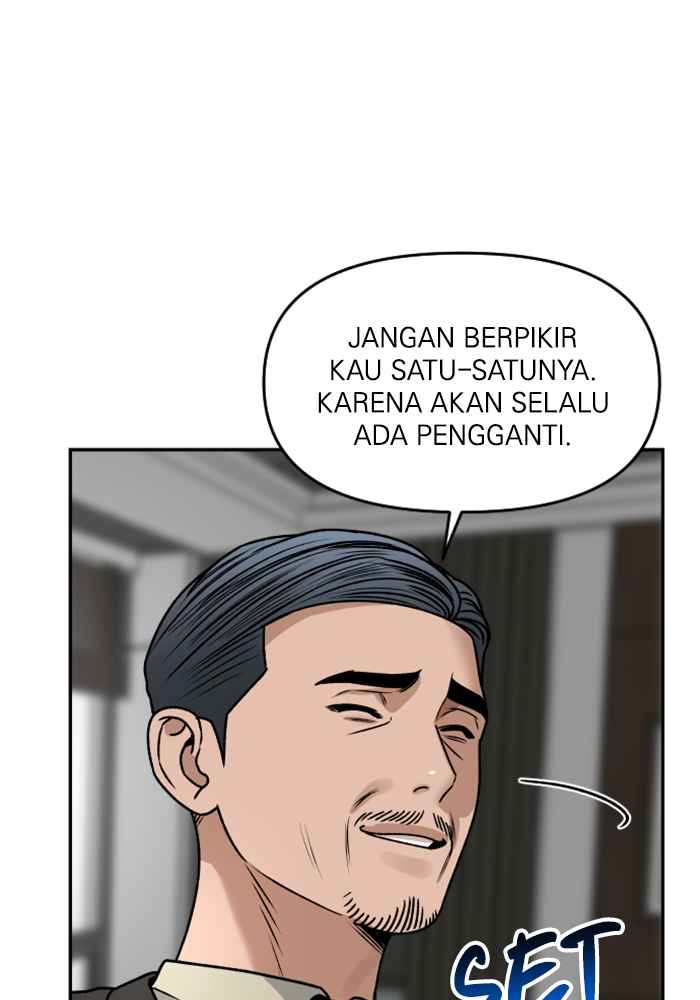 JANGAN BERPIKIR
KAU SATU-SATUNYA.
KARENA AKAN SELALU
ADA PENGGANTI.
SET